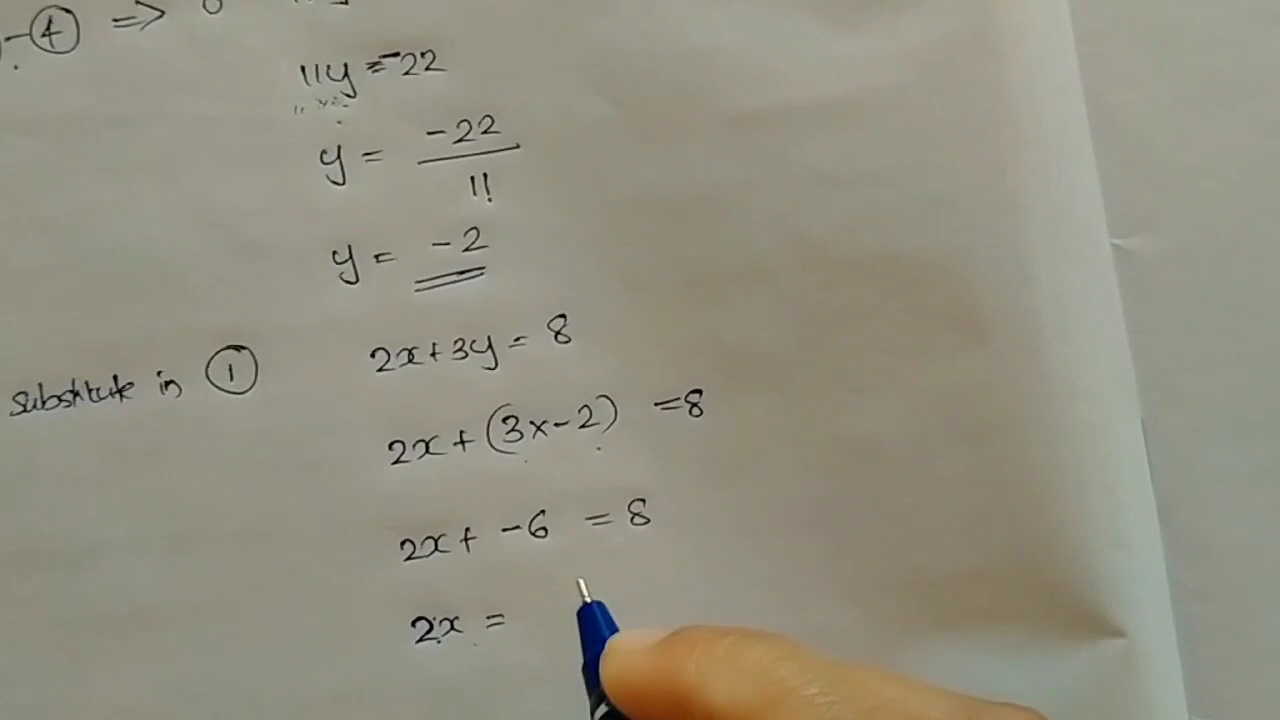 -④ =>
11y = -22
y = -22
11
y = -2
substitute in ① 2x+3y = 8
2x + (3x-2) =8
2x + -6 = 8
2x =